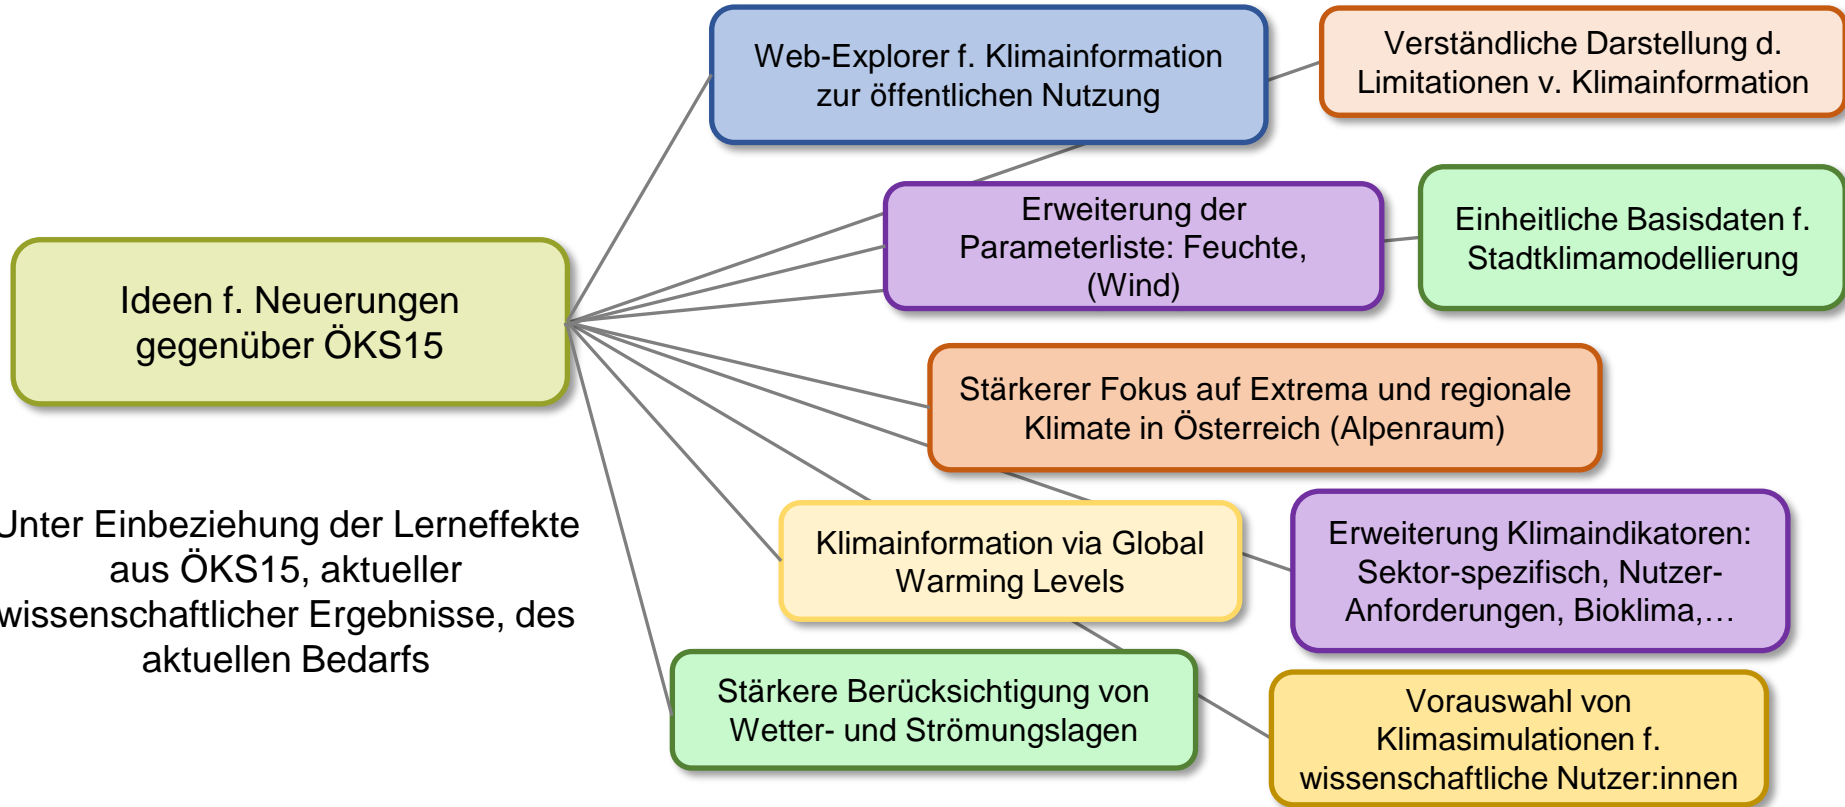 Web-Explorer f. Klimainformation
zur öffentlichen Nutzung
Verständliche Darstellung d.
Limitationen v. Klimainformation
Erweiterung der
Parameterliste: Feuchte,
(Wind)
Einheitliche Basisdaten f.
Stadtklimamodellierung
Ideen f. Neuerungen
gegenüber ÖKS15
Stärkerer Fokus auf Extrema und regionale
Klimate in Österreich (Alpenraum)
Unter Einbeziehung der Lerneffekte
aus ÖKS15, aktueller
wissenschaftlicher Ergebnisse, des
aktuellen Bedarfs
Klimainformation via Global
Warming Levels
Erweiterung Klimaindikatoren:
Sektor-spezifisch, Nutzer-
Anforderungen, Bioklima,…
Stärkere Berücksichtigung von
Wetter- und Strömungslagen
Vorauswahl von
Klimasimulationen f.
wissenschaftliche Nutzer:innen